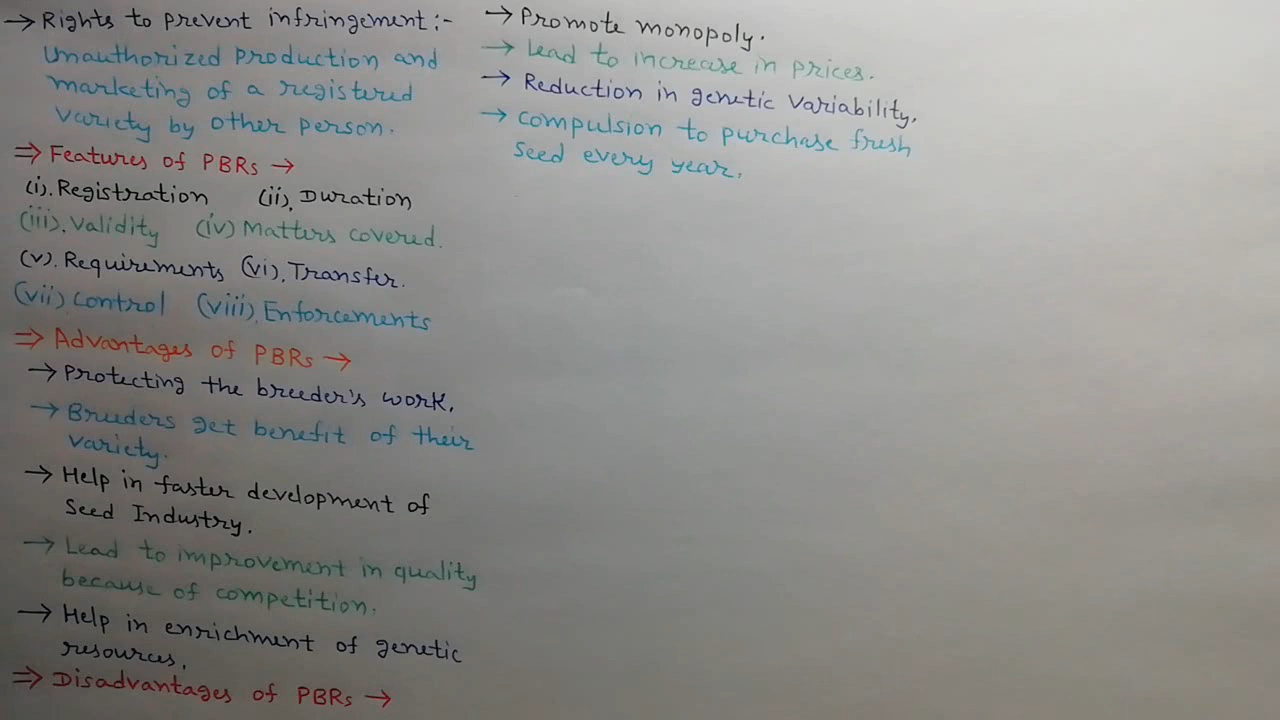 → Rights to prevent infringement:-
Unauthorized production and
marketing of a registered
variety by other person.
⇒ Features of PBRs →
(i). Registration (ii). Duration
(iii). Validity (iv) Matters covered.
(v). Requirements (vi). Transfer.
(vii) Control (viii). Enforcements
⇒ Advantages of PBRs →
→ Protecting the breeder's work.
→ Breeders get benefit of their
variety.
→ Help in faster development of
Seed Industry.
→ Lead to improvement in quality
because of competition.
→ Help in enrichment of genetic
resources.
⇒ Disadvantages of PBRs →
→ Promote monopoly.
→ Lead to increase in prices.
→ Reduction in genetic variability.
→ Compulsion to purchase fresh
Seed every year.